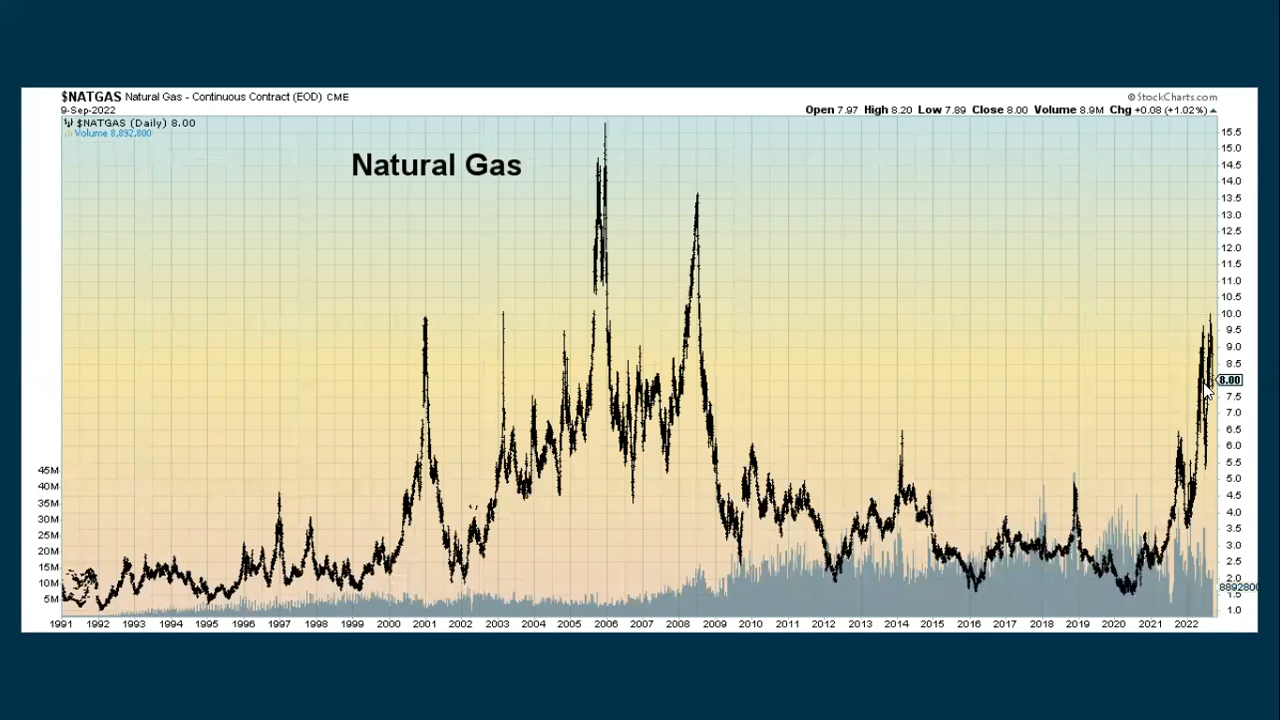 $NATGAS Natural Gas - Continuous Contract (EOD) CME
© StockCharts.com
9-Sep-2022
Open 7.97 High 8.20 Low 7.89 Close 8.00 Volume 8.9M Chg +0.08 (+1.02%)
$NATGAS (Daily) 8.00
Volume 8,892,800
Natural Gas
15.5
15.0
14.5
14.0
13.5
13.0
12.5
12.0
11.5
11.0
10.5
10.0
9.5
9.0
8.5
8.00
7.5
7.0
6.5
6.0
5.5
5.0
4.5
4.0
3.5
3.0
2.5
2.0
8892800
1.5
1.0
45M
40M
35M
30M
25M
20M
15M
10M
5M
1991 1992 1993 1994 1995 1996 1997 1998 1999 2000 2001 2002 2003 2004 2005 2006 2007 2008 2009 2010 2011 2012 2013 2014 2015 2016 2017 2018 2019 2020 2021 2022